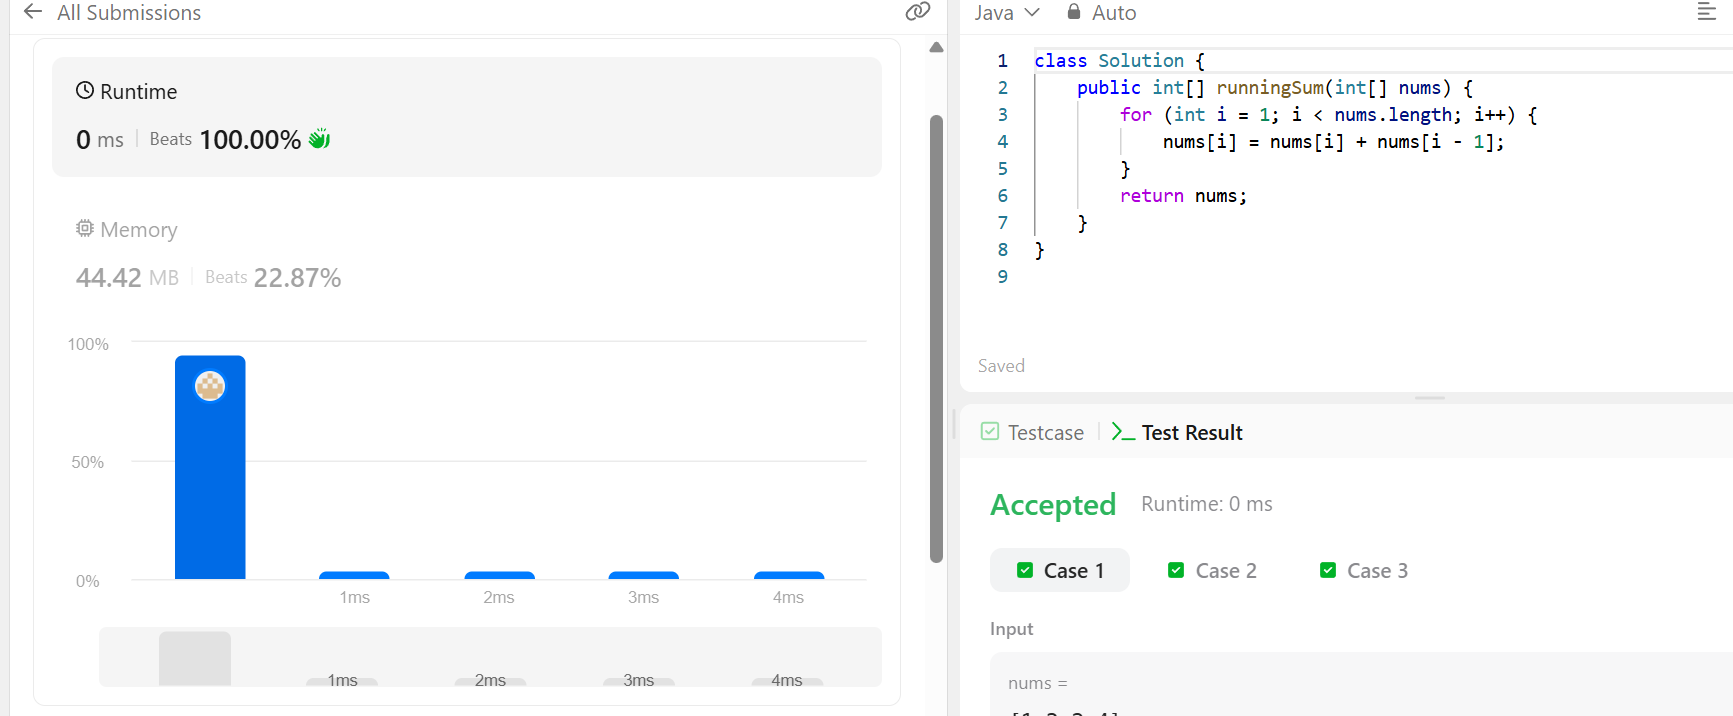 All Submissions
Runtime
0 ms | Beats 100.00%
Memory
44.42 MB | Beats 22.87%
100%
50%
0%
1ms 2ms 3ms 4ms
1ms 2ms 3ms 4ms
Java Auto
1 class Solution {
2     public int[] runningSum(int[] nums) {
3         for (int i = 1; i < nums.length; i++) {
4             nums[i] = nums[i] + nums[i - 1];
5         }
6         return nums;
7     }
8 }
9
Saved
Testcase | >_ Test Result
Accepted Runtime: 0 ms
Case 1 Case 2 Case 3
Input
nums =